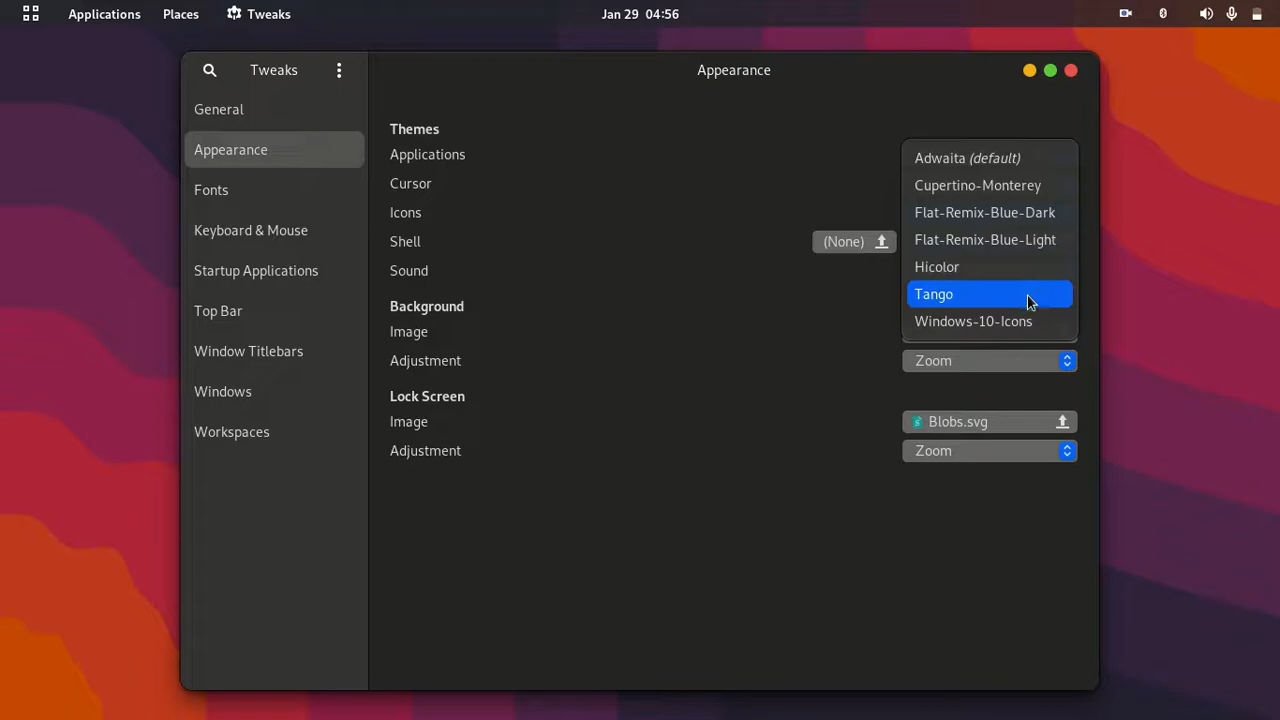 Applications Places Tweaks Jan 29 04:56
Tweaks Appearance
General
Appearance
Fonts
Keyboard & Mouse
Startup Applications
Top Bar
Window Titlebars
Windows
Workspaces
Themes
Applications
Cursor
Icons
Shell (None)
Sound
Adwaita (default)
Cupertino-Monterey
Flat-Remix-Blue-Dark
Flat-Remix-Blue-Light
Hicolor
Tango
Windows-10-Icons
Background
Image
Adjustment Zoom
Lock Screen
Image Blobs.svg
Adjustment Zoom